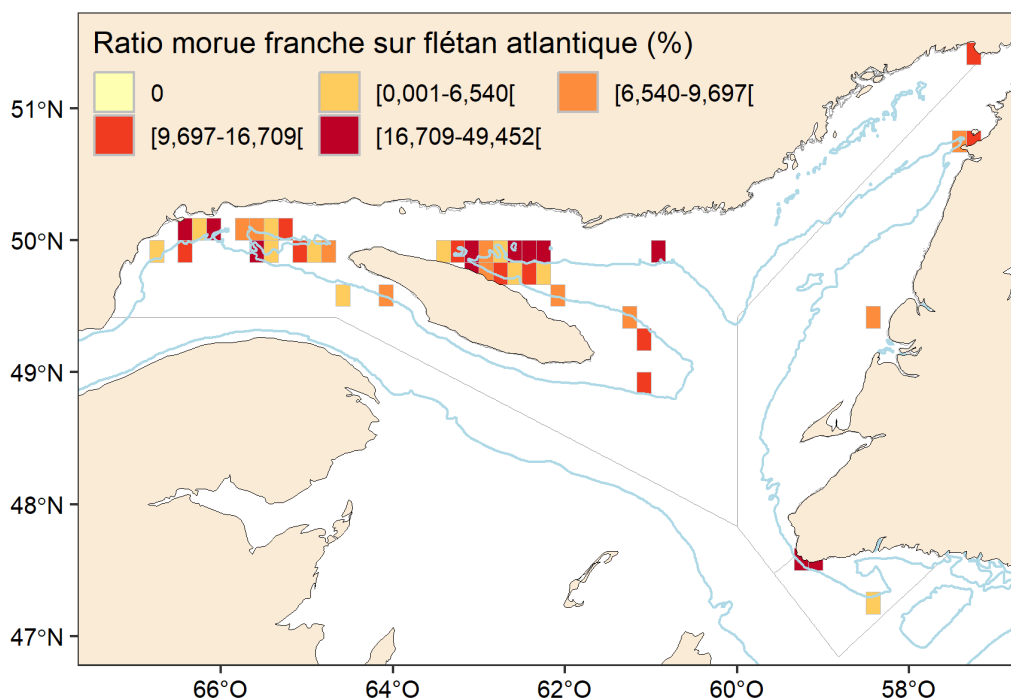 Ratio morue franche sur flétan atlantique (%)
0
[0,001-6,540[
[6,540-9,697[
[9,697-16,709[
[16,709-49,452[
51°N
50°N
49°N
48°N
47°N
66°O
64°O
62°O
60°O
58°O